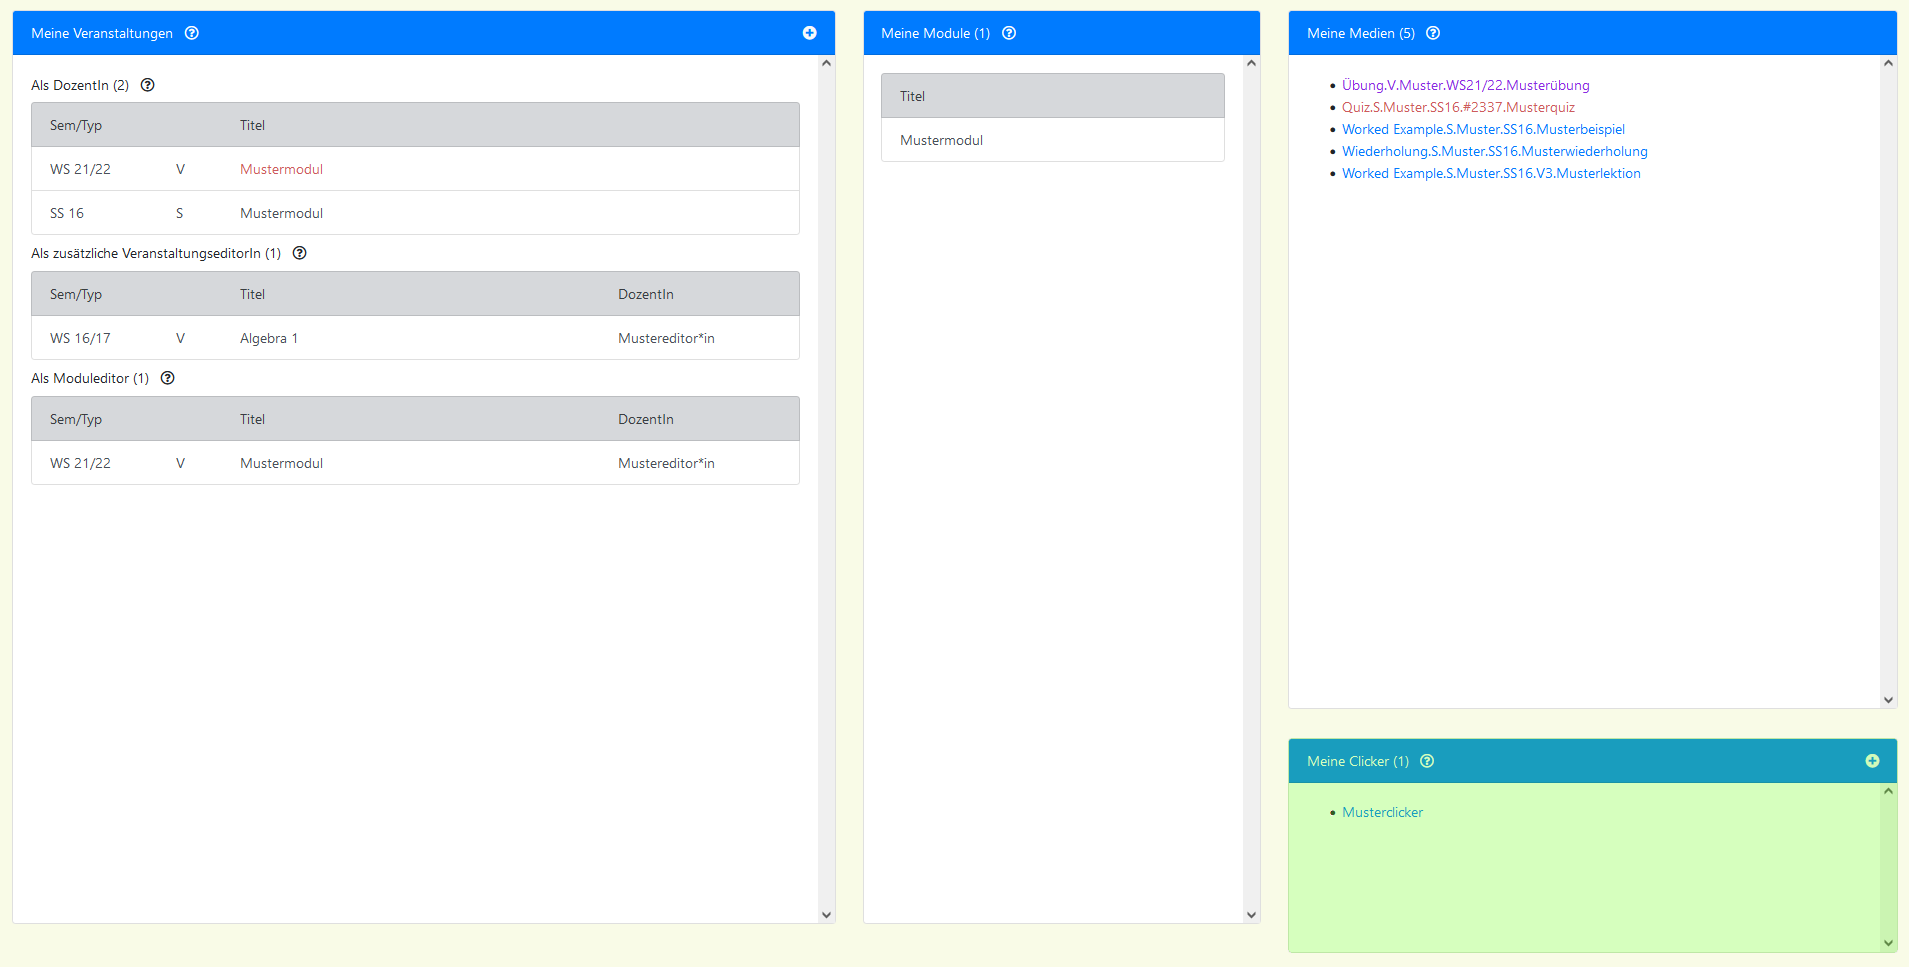 Meine Veranstaltungen
Als DozentIn (2)
Sem/Typ Titel
WS 21/22 V Mustermodul
SS 16 S Mustermodul
Als zusätzliche VeranstaltungseditorIn (1)
Sem/Typ Titel DozentIn
WS 16/17 V Algebra 1 Mustereditor*in
Als Moduleditor (1)
Sem/Typ Titel DozentIn
WS 21/22 V Mustermodul Mustereditor*in
Meine Module (1)
Titel
Mustermodul
Meine Medien (5)
Übung.V.Muster.WS21/22.Musterübung
Quiz.S.Muster.SS16.#2337.Musterquiz
Worked Example.S.Muster.SS16.Musterbeispiel
Wiederholung.S.Muster.SS16.Musterwiederholung
Worked Example.S.Muster.SS16.V3.Musterlektion
Meine Clicker (1)
Musterclicker